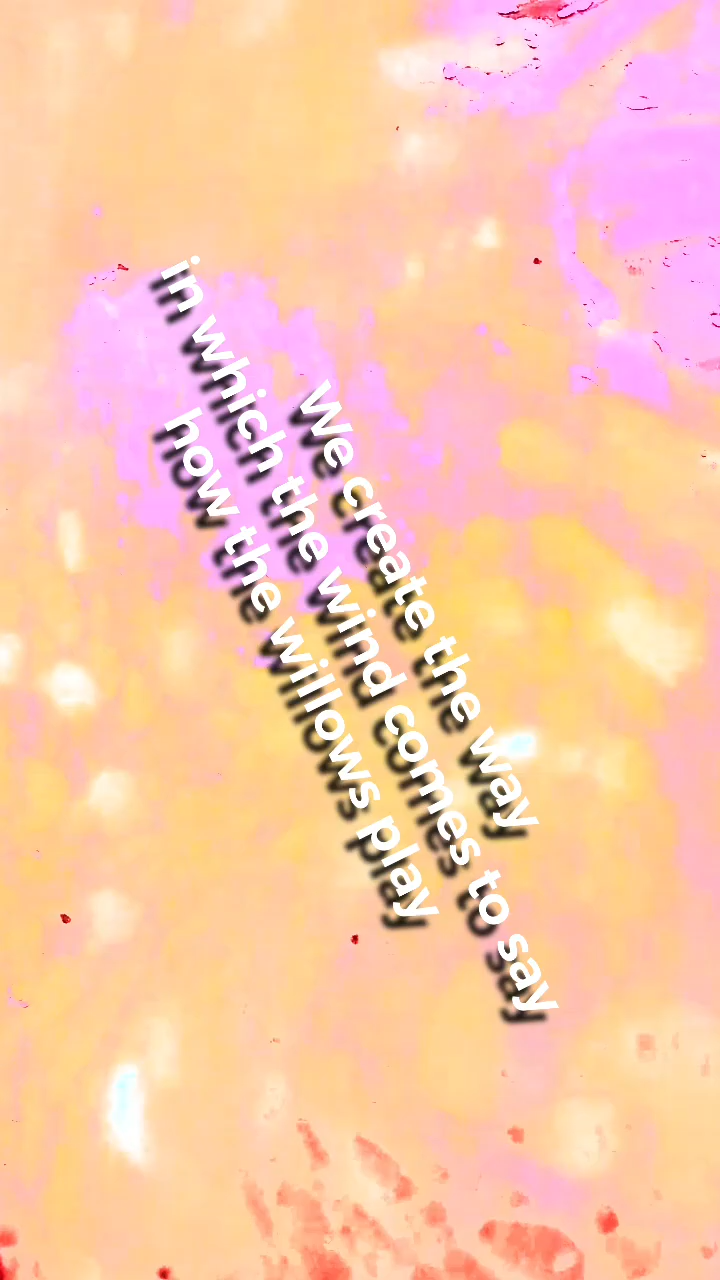 We create the way
in which the wind comes to say
how the willows play